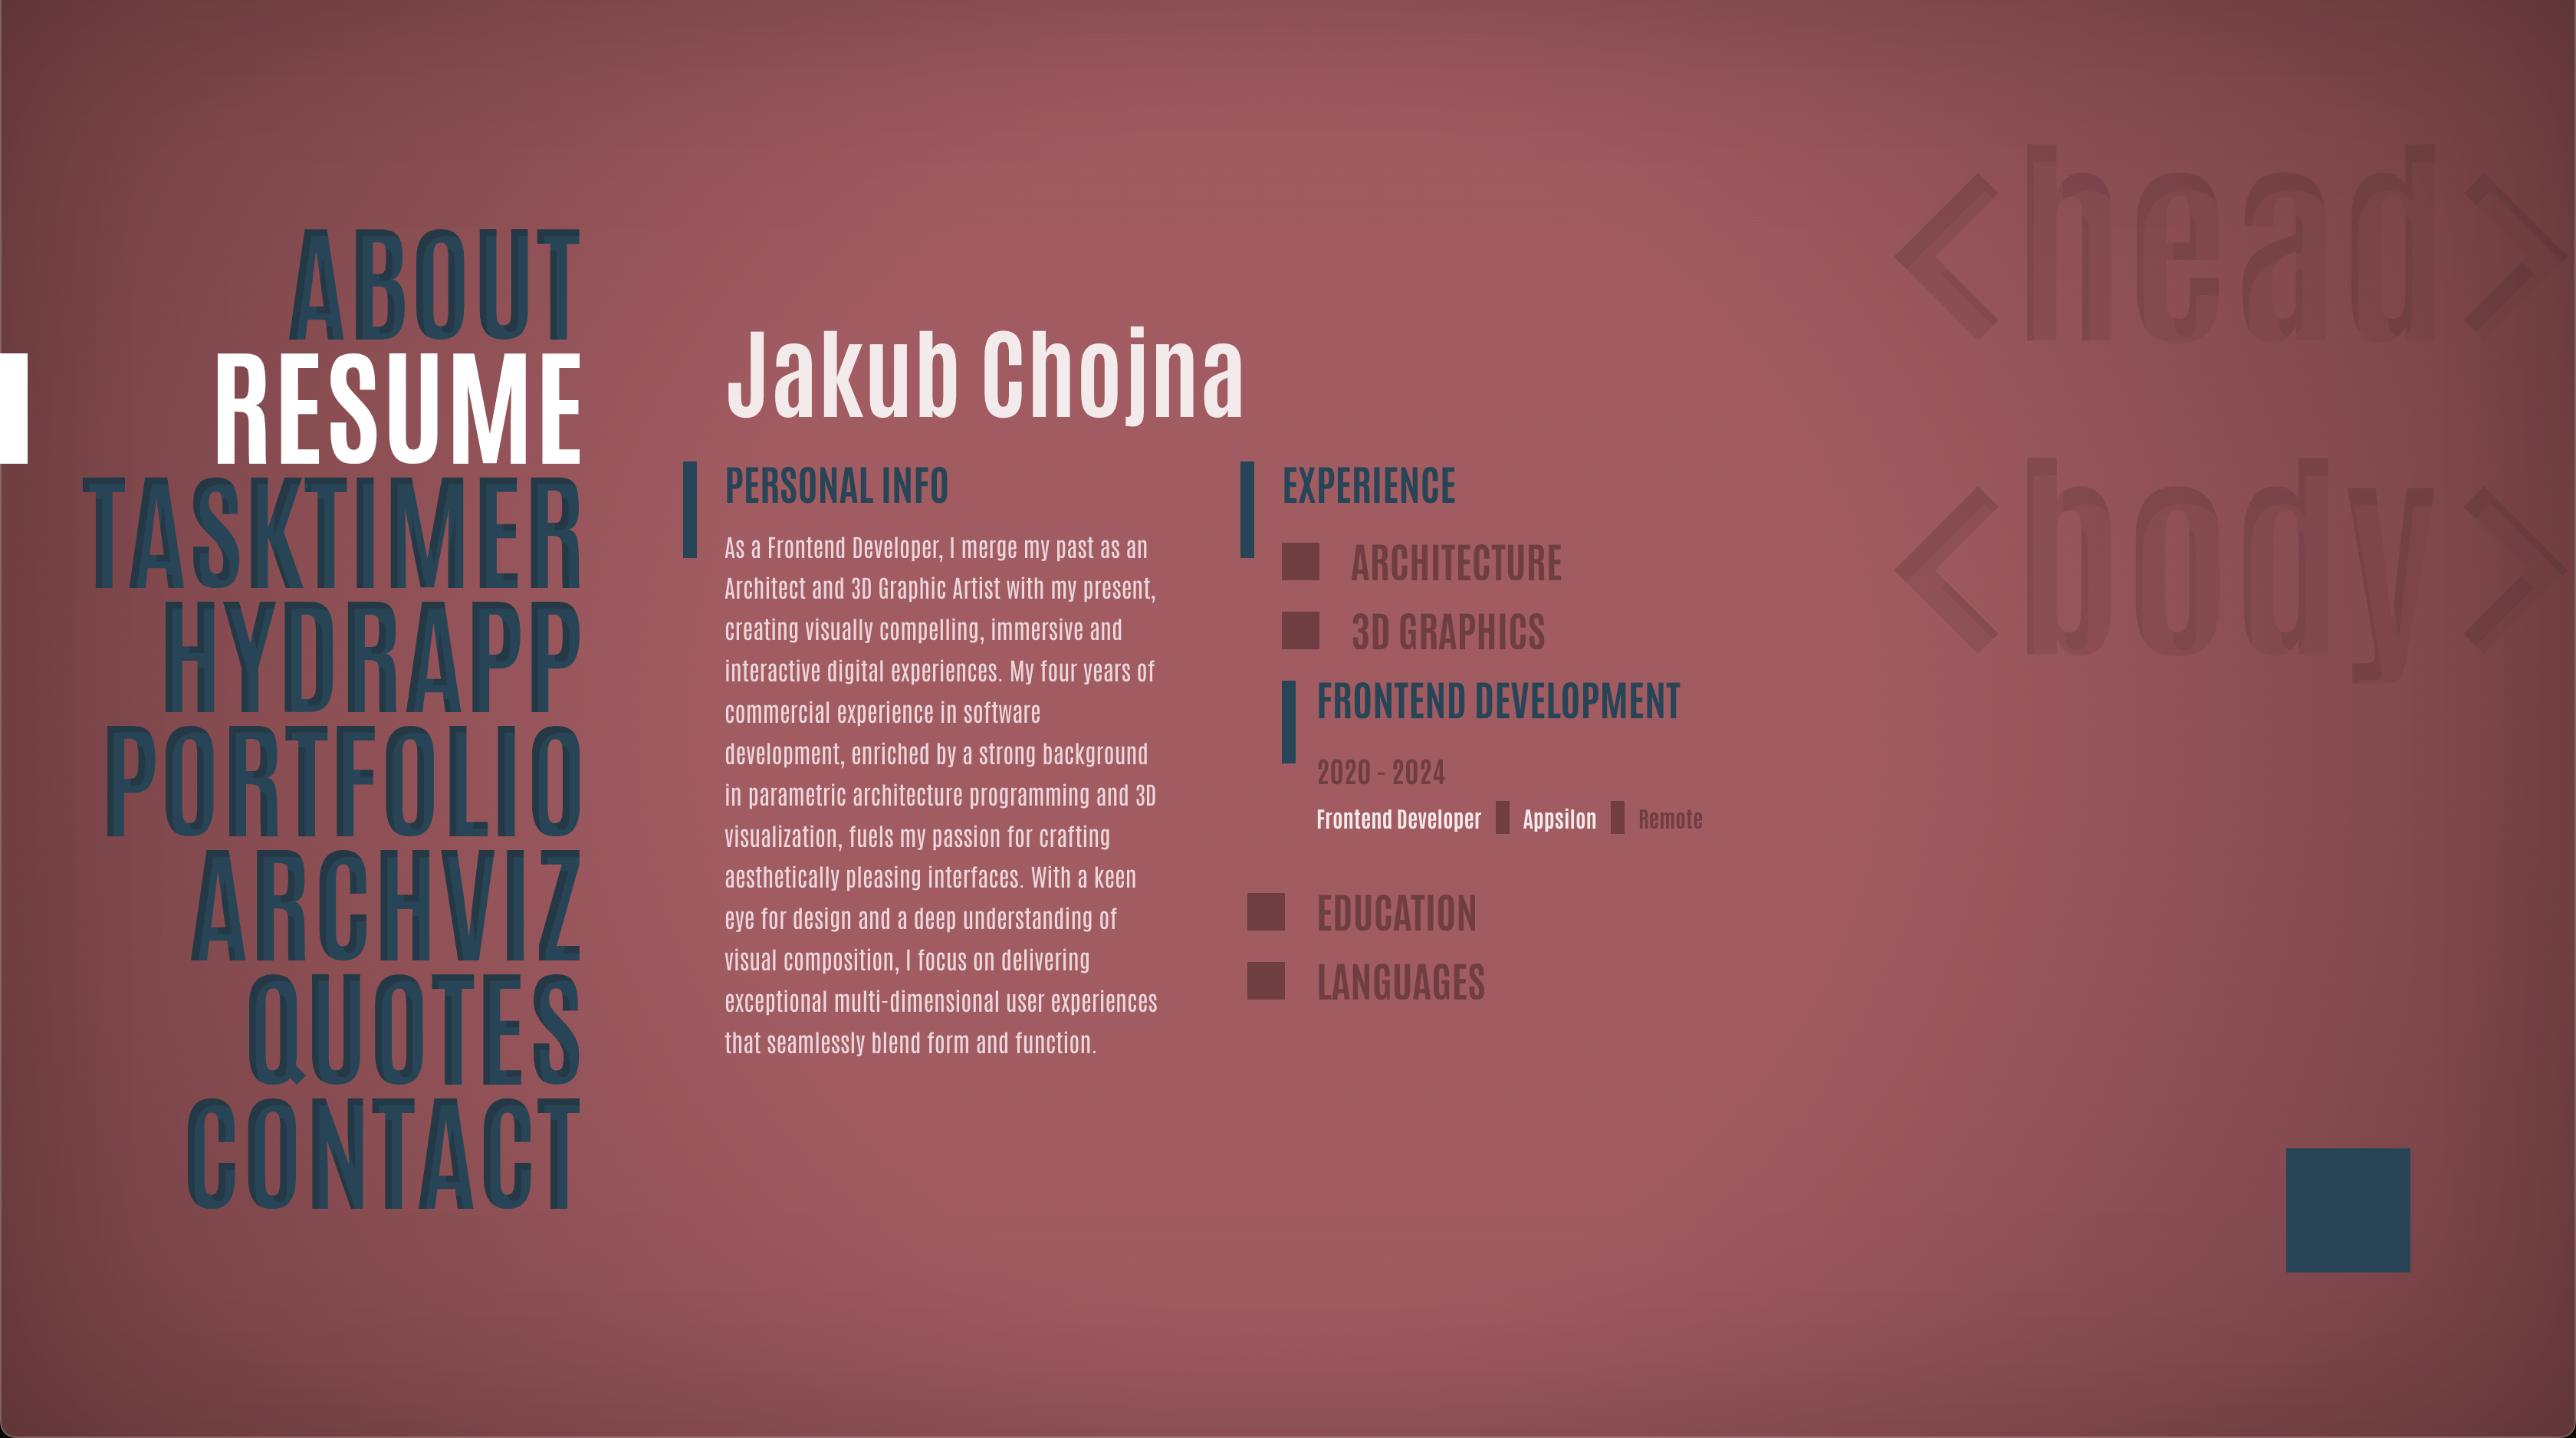 ABOUT
RESUME
TASKTIMER
HYDRAPP
PORTFOLIO
ARCHVIZ
QUOTES
CONTACT
Jakub Chojna
PERSONAL INFO
As a Frontend Developer, I merge my past as an
Architect and 3D Graphic Artist with my present,
creating visually compelling, immersive and
interactive digital experiences. My four years of
commercial experience in software
development, enriched by a strong background
in parametric architecture programming and 3D
visualization, fuels my passion for crafting
aesthetically pleasing interfaces. With a keen
eye for design and a deep understanding of
visual composition, I focus on delivering
exceptional multi-dimensional user experiences
that seamlessly blend form and function.
EXPERIENCE
ARCHITECTURE
3D GRAPHICS
FRONTEND DEVELOPMENT
2020 - 2024
Frontend Developer Appsilon Remote
EDUCATION
LANGUAGES
<head>
<body>